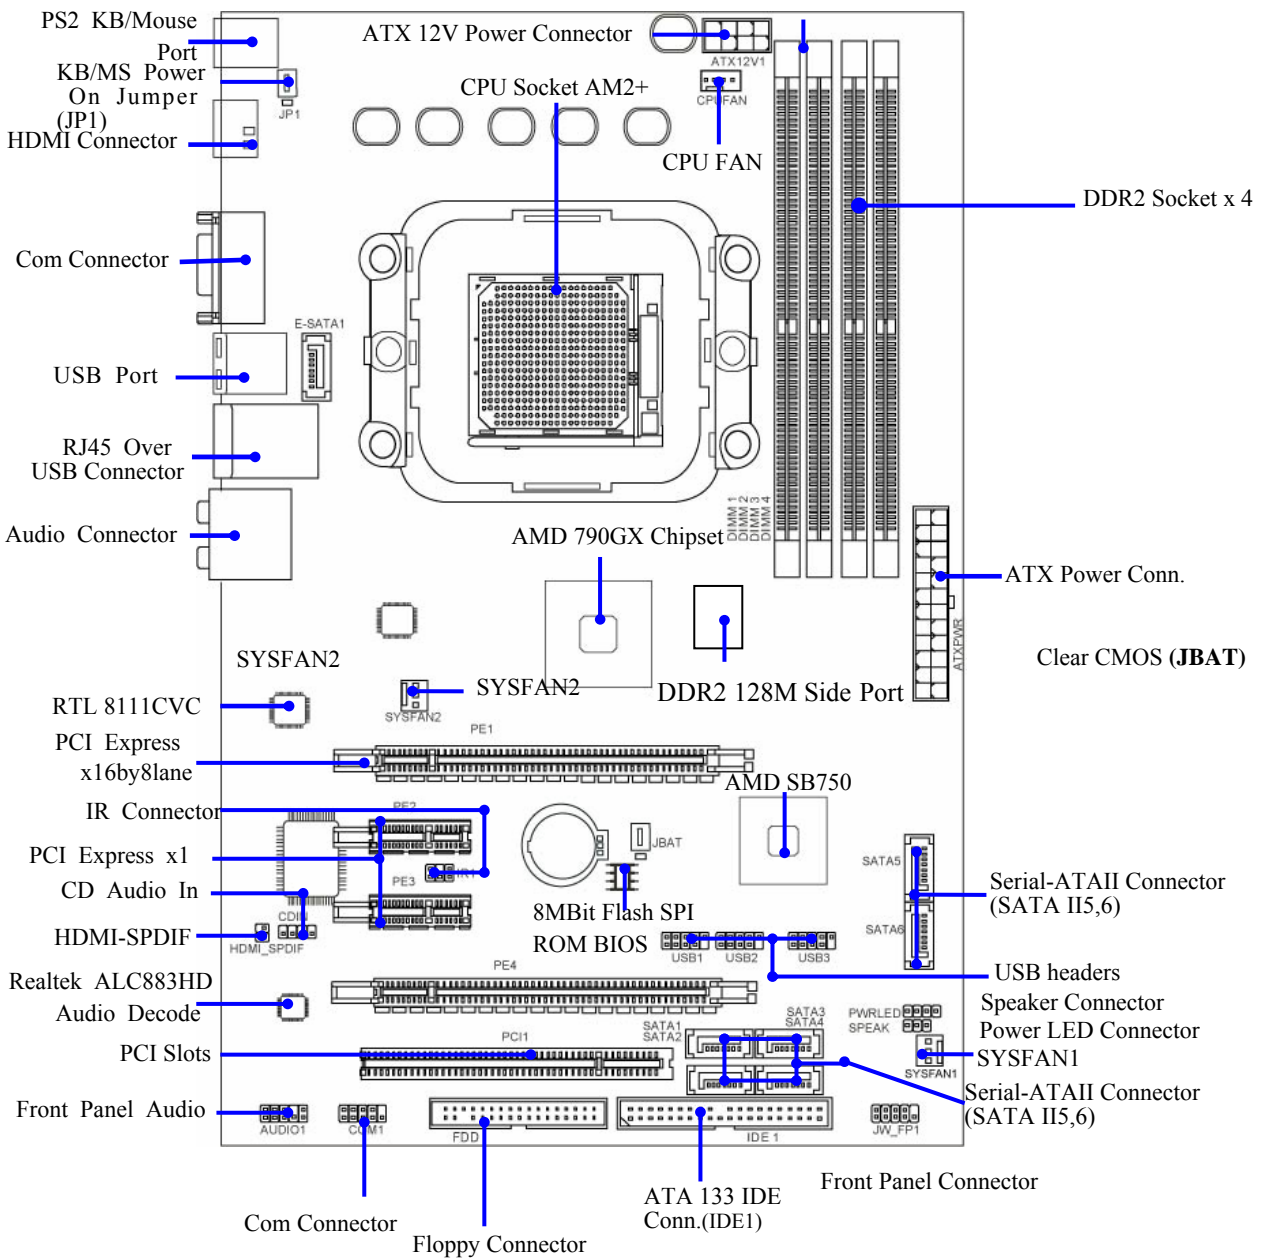 PS2 KB/Mouse
Port
KB/MS Power
On Jumper
(JP1)
HDMI Connector
Com Connector
USB Port
RJ45 Over
USB Connector
Audio Connector
SYSFAN2
RTL 8111CVC
PCI Express
x16by8lane
IR Connector
PCI Express x1
CD Audio In
HDMI-SPDIF
Realtek ALC883HD
Audio Decode
PCI Slots
Front Panel Audio
ATX 12V Power Connector
ATX12V1
CPU Socket AM2+
CPUFAN
CPU FAN
JP1
E-SATA1
DDR2 Socket x 4
DIMM 1
DIMM 2
DIMM 3
DIMM 4
AMD 790GX Chipset
ATX Power Conn.
ATXPWR
Clear CMOS (JBAT)
SYSFAN2
SYSFAN2
DDR2 128M Side Port
PE1
AMD SB750
PE2
JBAT
IR1
PE3
CDIN
HDMI_SPDIF
8MBit Flash SPI
ROM BIOS
SATA5
SATA6
Serial-ATAII Connector
(SATA II5,6)
USB1
USB2
USB3
USB headers
PE4
Speaker Connector
PWRLED
SPEAK
Power LED Connector
SATA1
SATA2
SATA3
SATA4
PCI1
SYSFAN1
SYSFAN1
Serial-ATAII Connector
(SATA II5,6)
AUDIO1
COM1
FDD
IDE 1
JW_FP1
Front Panel Connector
ATA 133 IDE
Conn.(IDE1)
Com Connector
Floppy Connector